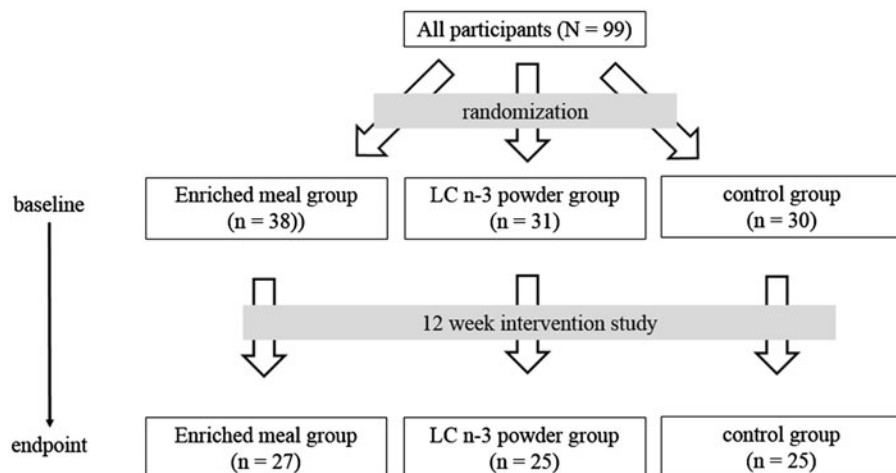 All participants (N = 99)
randomization
baseline
Enriched meal group
(n = 38))
LC n-3 powder group
(n = 31)
control group
(n = 30)
12 week intervention study
endpoint
Enriched meal group
(n = 27)
LC n-3 powder group
(n = 25)
control group
(n = 25)